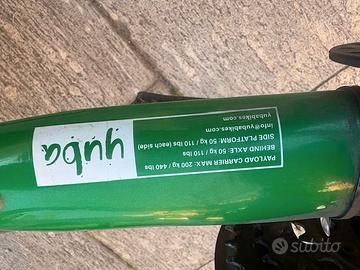 yuba
PAYLOAD CARRIER MAX: 200 kg / 440 lbs
BEHIND AXLE: 50 kg / 110 lbs
SIDE PLATFORM: 50 kg / 110 lbs (each side)
info@yubabikes.com
yubabikes.com
subito